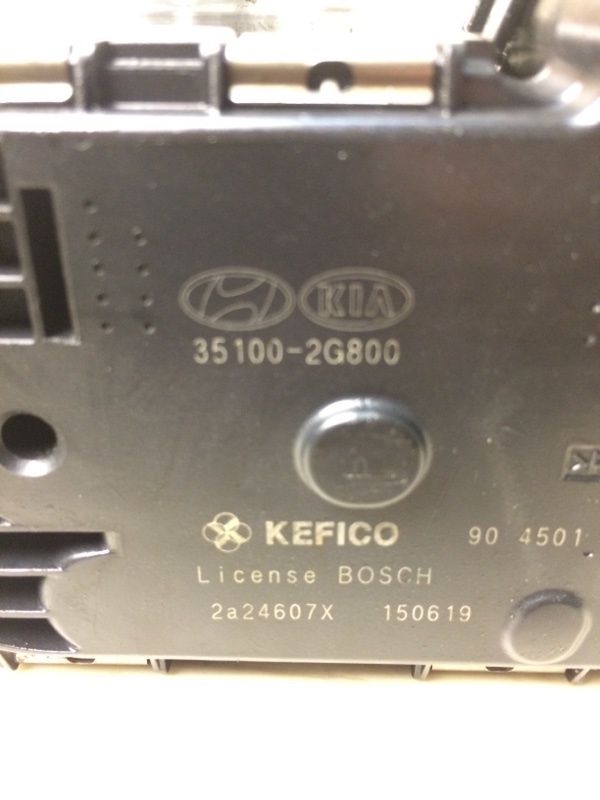 KIA
35100-2G800
KEFICO
90 4501
License BOSCH
2a24607X 150619